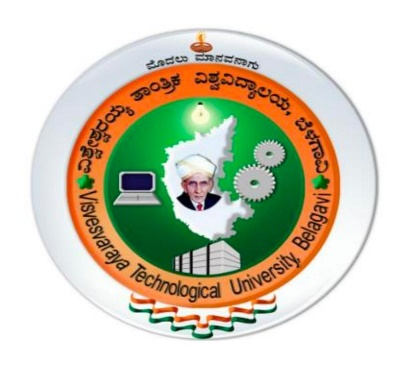 ಮೊದಲು ಮಾನವನಾಗು
ವಿಶ್ವೇಶ್ವರಯ್ಯ ತಾಂತ್ರಿಕ ವಿಶ್ವವಿದ್ಯಾಲಯ, ಬೆಳಗಾವಿ
Visvesvaraya Technological University, Belagavi